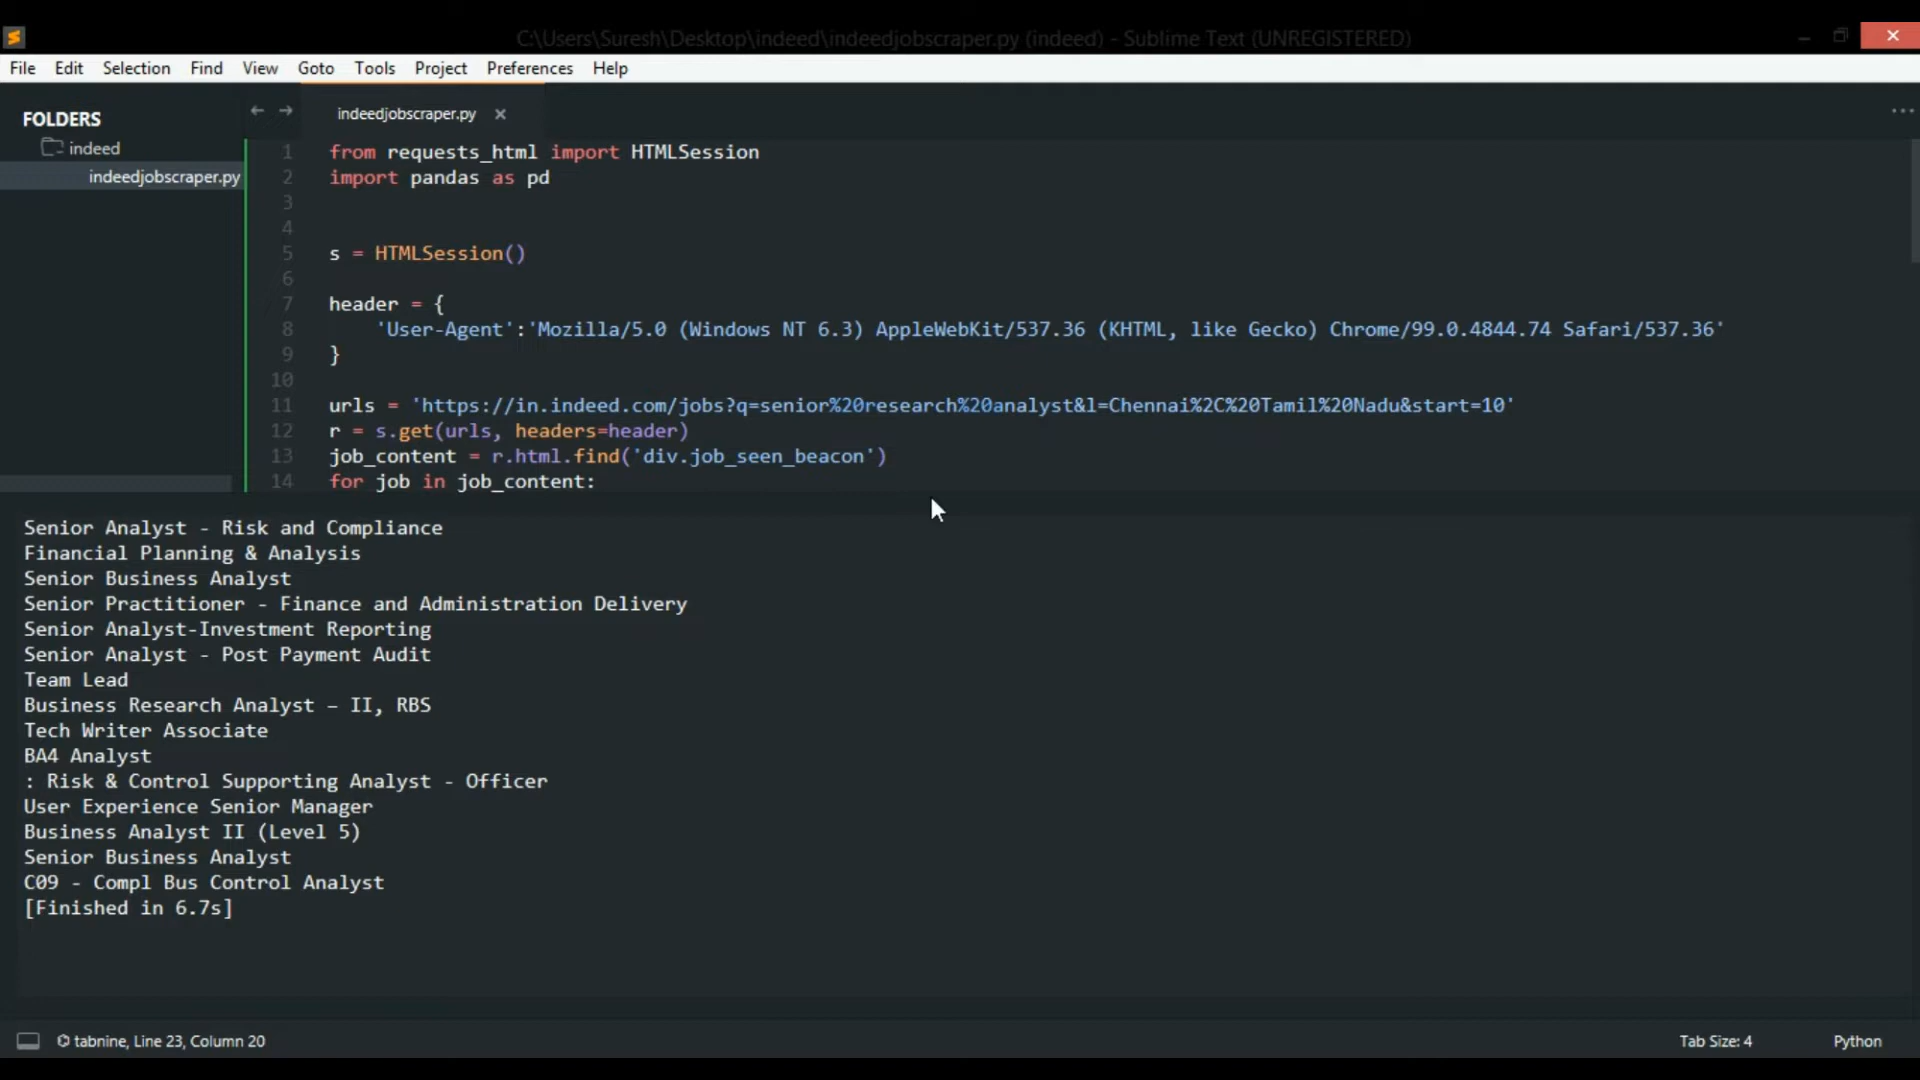 C:\Users\Suresh\Desktop\indeed\indeedjobscraper.py (indeed) - Sublime Text (UNREGISTERED)
File Edit Selection Find View Goto Tools Project Preferences Help
FOLDERS
indeed
indeedjobscraper.py
indeedjobscraper.py
1 from requests_html import HTMLSession
2 import pandas as pd
3
4
5 s = HTMLSession()
6
7 header = {
8 'User-Agent':'Mozilla/5.0 (Windows NT 6.3) AppleWebKit/537.36 (KHTML, like Gecko) Chrome/99.0.4844.74 Safari/537.36'
9 }
10
11 urls = 'https://in.indeed.com/jobs?q=senior%20research%20analyst&l=Chennai%2C%20Tamil%20Nadu&start=10'
12 r = s.get(urls, headers=header)
13 job_content = r.html.find('div.job_seen_beacon')
14 for job in job_content:
Senior Analyst - Risk and Compliance
Financial Planning & Analysis
Senior Business Analyst
Senior Practitioner - Finance and Administration Delivery
Senior Analyst-Investment Reporting
Senior Analyst - Post Payment Audit
Team Lead
Business Research Analyst – II, RBS
Tech Writer Associate
BA4 Analyst
: Risk & Control Supporting Analyst - Officer
User Experience Senior Manager
Business Analyst II (Level 5)
Senior Business Analyst
C09 - Compl Bus Control Analyst
[Finished in 6.7s]
tabnine, Line 23, Column 20 Tab Size: 4 Python